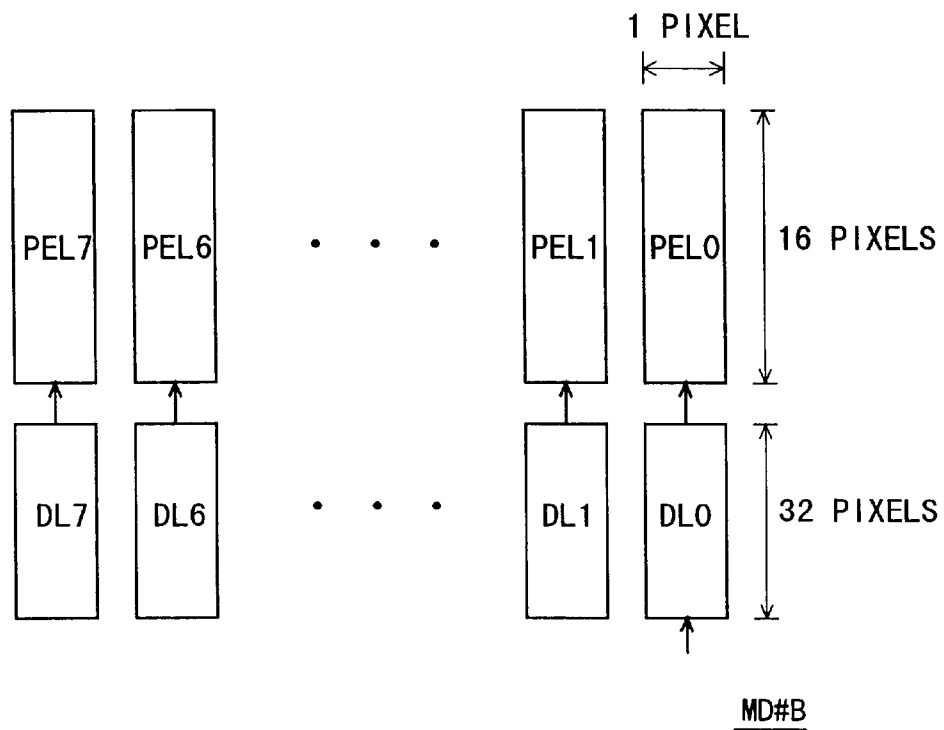 1 PIXEL
PEL7 PEL6 • • • PEL1 PEL0 16 PIXELS
DL7 DL6 • • • DL1 DL0 32 PIXELS
MD#B